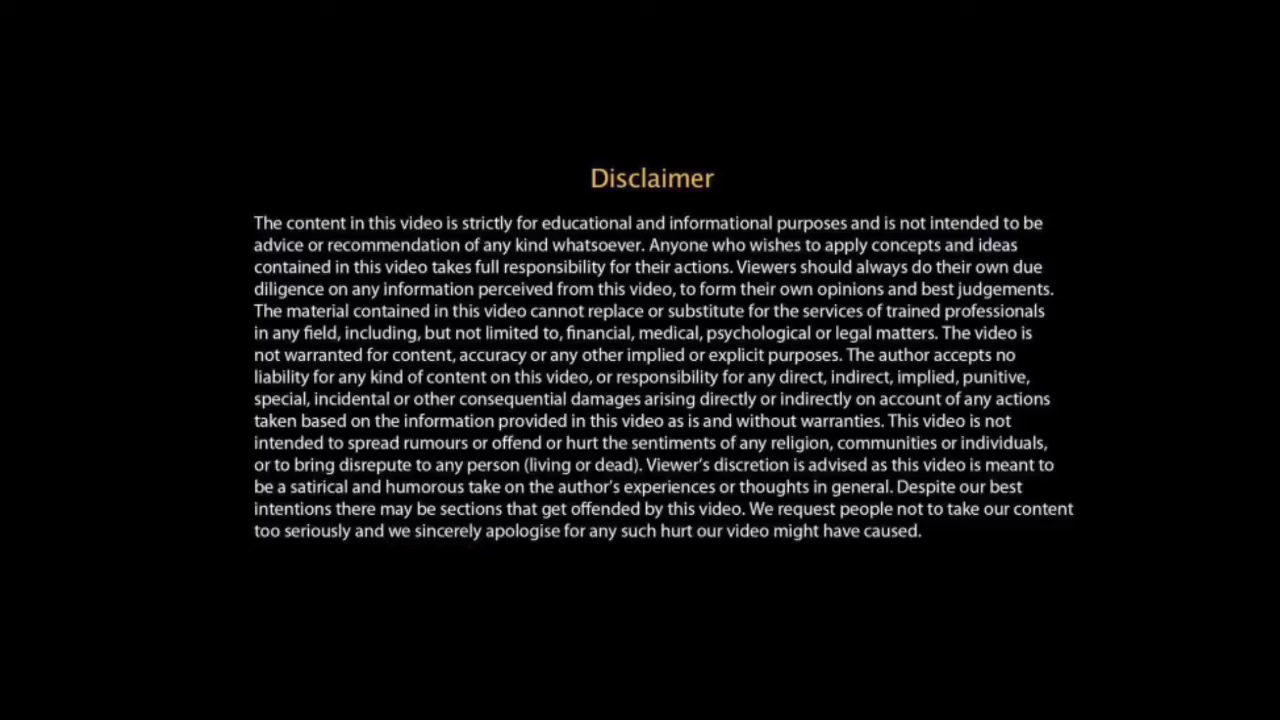 Disclaimer
The content in this video is strictly for educational and informational purposes and is not intended to be
advice or recommendation of any kind whatsoever. Anyone who wishes to apply concepts and ideas
contained in this video takes full responsibility for their actions. Viewers should always do their own due
diligence on any information perceived from this video, to form their own opinions and best judgements.
The material contained in this video cannot replace or substitute for the services of trained professionals
in any field, including, but not limited to, financial, medical, psychological or legal matters. The video is
not warranted for content, accuracy or any other implied or explicit purposes. The author accepts no
liability for any kind of content on this video, or responsibility for any direct, indirect, implied, punitive,
special, incidental or other consequential damages arising directly or indirectly on account of any actions
taken based on the information provided in this video as is and without warranties. This video is not
intended to spread rumours or offend or hurt the sentiments of any religion, communities or individuals,
or to bring disrepute to any person (living or dead). Viewer's discretion is advised as this video is meant to
be a satirical and humorous take on the author's experiences or thoughts in general. Despite our best
intentions there may be sections that get offended by this video. We request people not to take our content
too seriously and we sincerely apologise for any such hurt our video might have caused.